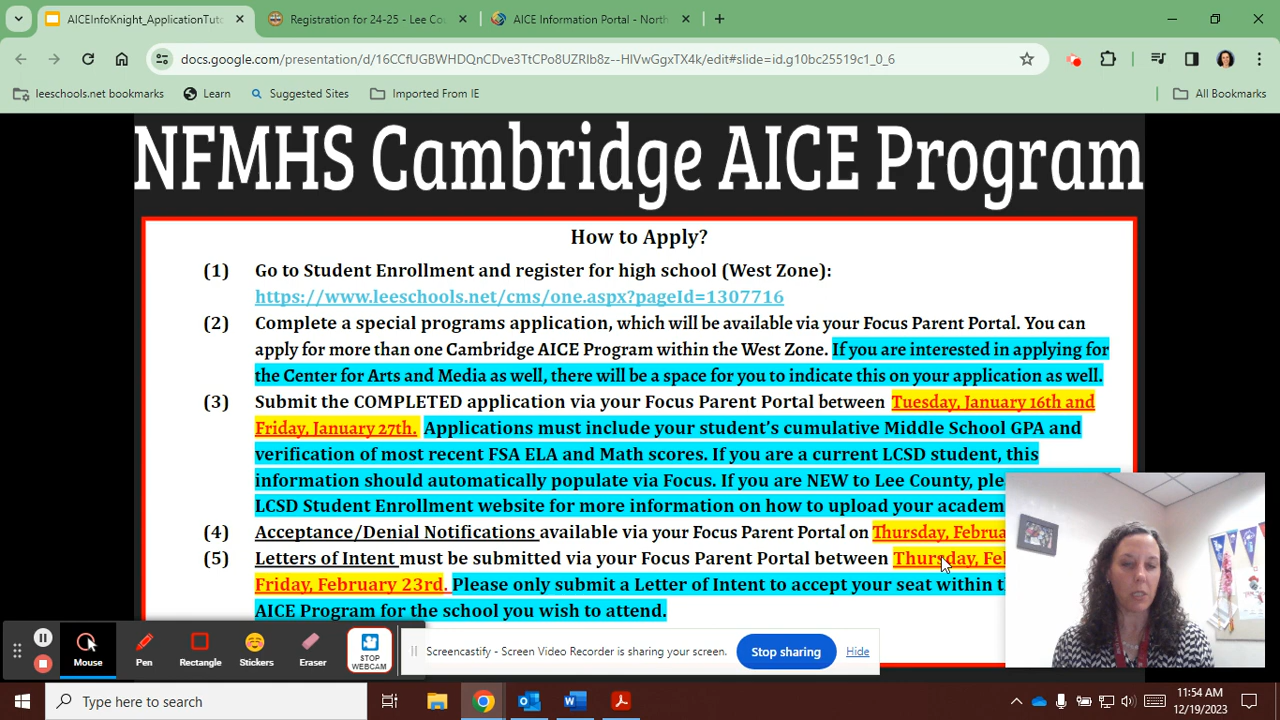 AICEInfoKnight_ApplicationTuto
Registration for 24-25 - Lee Cou
AICE Information Portal - North
docs.google.com/presentation/d/16CCfUGBWHDQnCDve3TtCPo8UZRlb8z--HlVwGgxTX4k/edit#slide=id.g10bc25519c1_0_6
leeschools.net bookmarks
Learn
Suggested Sites
Imported From IE
All Bookmarks
NFMHS Cambridge AICE Program
How to Apply?
(1) Go to Student Enrollment and register for high school (West Zone):
https://www.leeschools.net/cms/one.aspx?pageId=1307716
(2) Complete a special programs application, which will be available via your Focus Parent Portal. You can
apply for more than one Cambridge AICE Program within the West Zone. If you are interested in applying for
the Center for Arts and Media as well, there will be a space for you to indicate this on your application as well.
(3) Submit the COMPLETED application via your Focus Parent Portal between Tuesday, January 16th and
Friday, January 27th. Applications must include your student's cumulative Middle School GPA and
verification of most recent FSA ELA and Math scores. If you are a current LCSD student, this
information should automatically populate via Focus. If you are NEW to Lee County, ple
LCSD Student Enrollment website for more information on how to upload your academ
(4) Acceptance/Denial Notifications available via your Focus Parent Portal on Thursday, Februa
(5) Letters of Intent must be submitted via your Focus Parent Portal between Thursday, Feb
Friday, February 23rd. Please only submit a Letter of Intent to accept your seat within t
AICE Program for the school you wish to attend.
Mouse
Pen
Rectangle
Stickers
Eraser
STOP
WEBCAM
Screencastify - Screen Video Recorder is sharing your screen.
Stop sharing
Hide
Type here to search
11:54 AM
12/19/2023